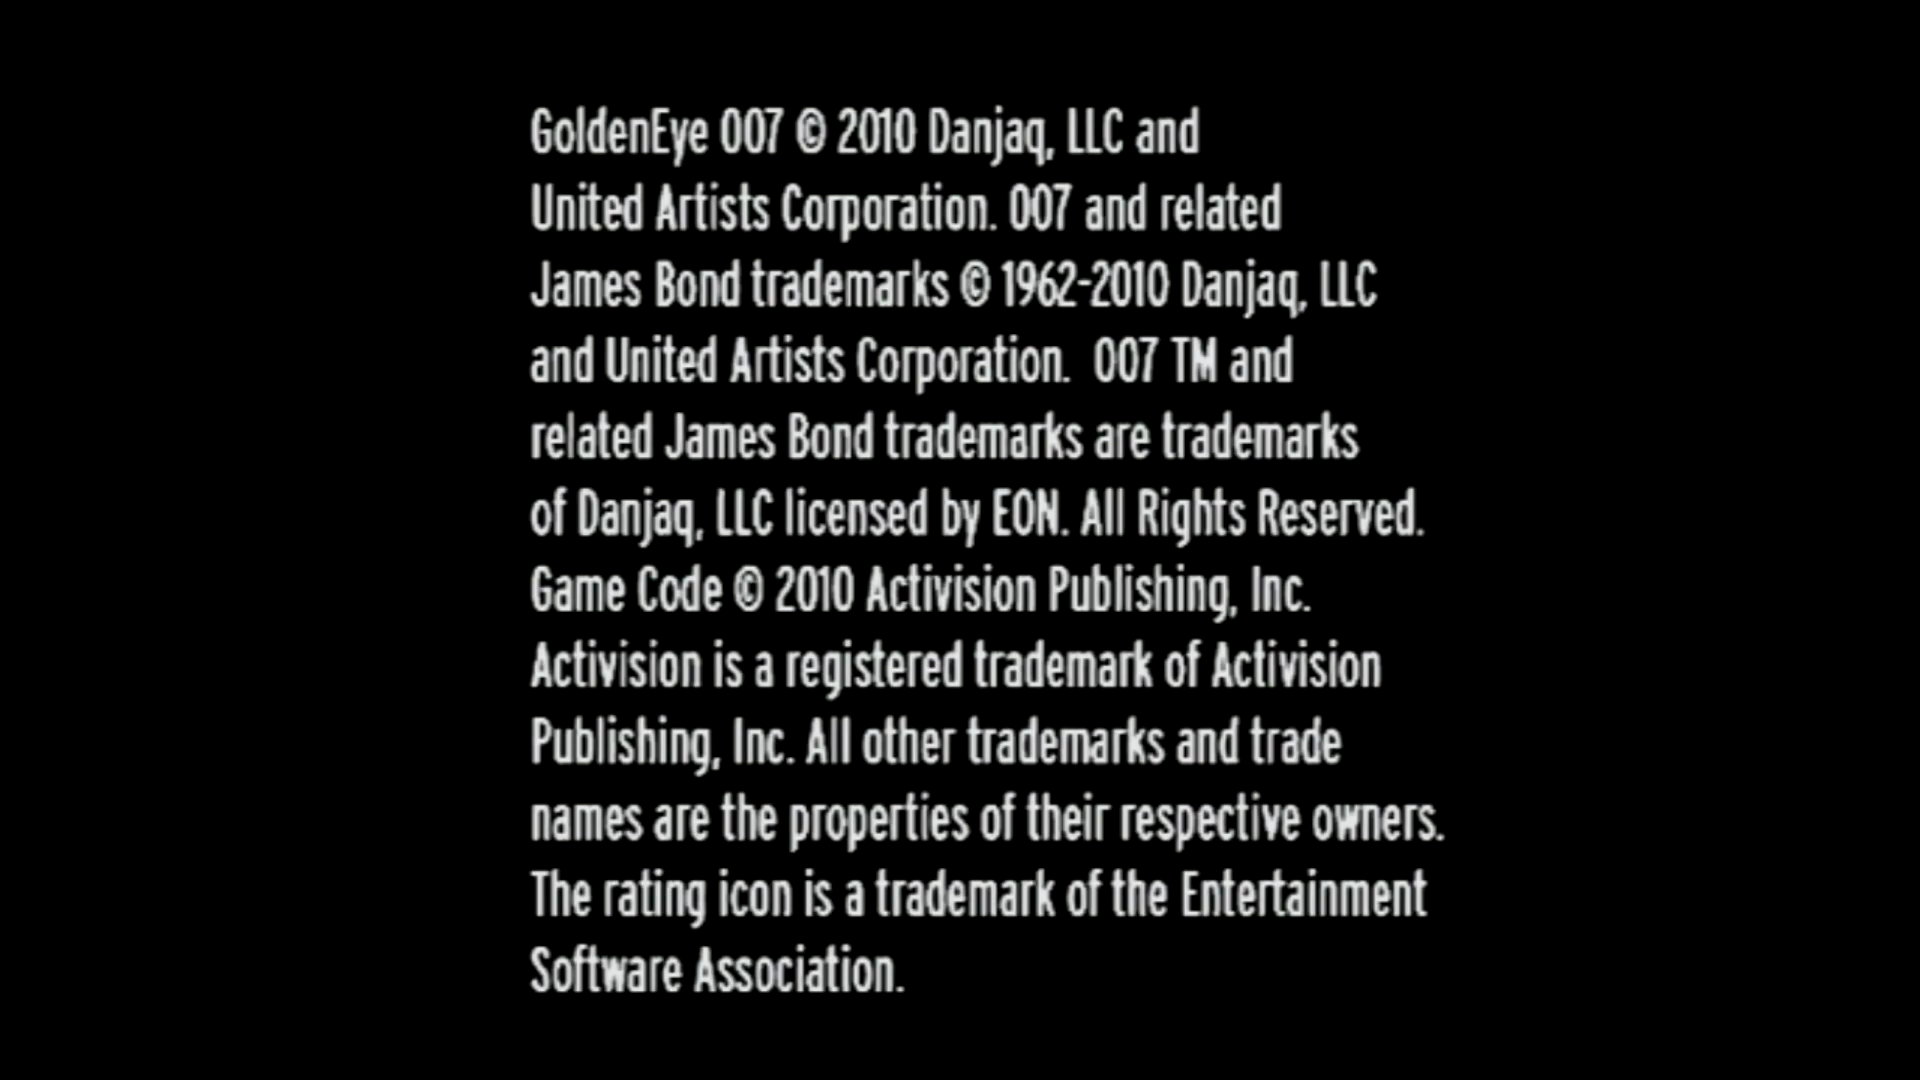 GoldenEye 007 © 2010 Danjaq, LLC and
United Artists Corporation. 007 and related
James Bond trademarks © 1962-2010 Danjaq, LLC
and United Artists Corporation.  007 TM and
related James Bond trademarks are trademarks
of Danjaq, LLC licensed by EON. All Rights Reserved.
Game Code © 2010 Activision Publishing, Inc.
Activision is a registered trademark of Activision
Publishing, Inc. All other trademarks and trade
names are the properties of their respective owners.
The rating icon is a trademark of the Entertainment
Software Association.